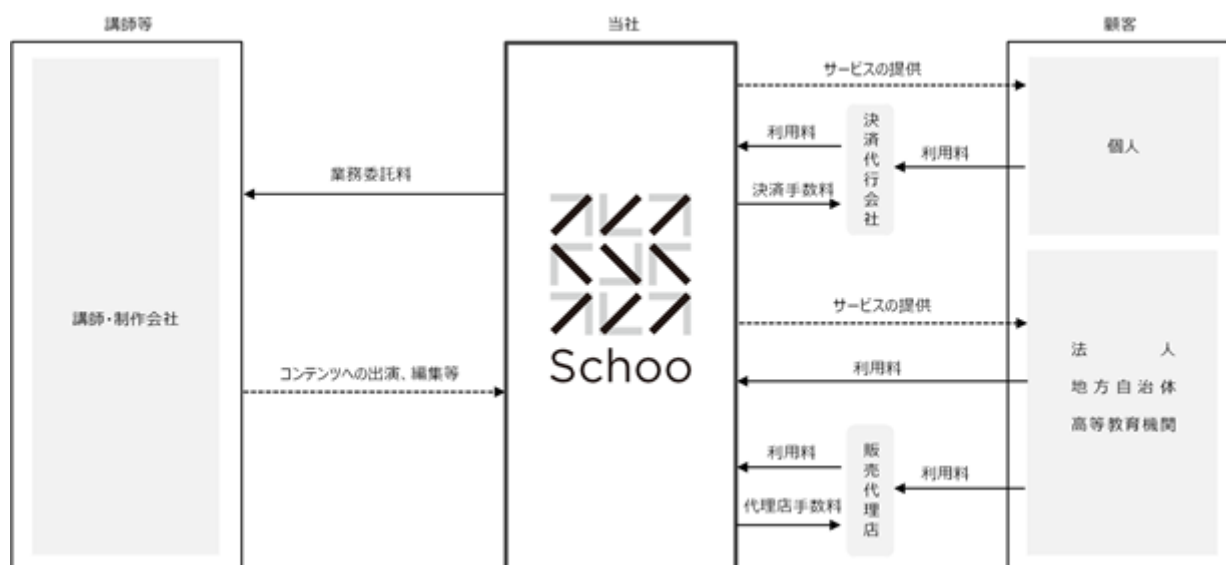 講師等
当社
顧客
サービスの提供
利用料
決済代行会社
利用料
個人
業務委託料
決済手数料
講師・制作会社
サービスの提供
Schoo
法人
利用料
地方自治体
コンテンツへの出演、編集等
高等教育機関
利用料
販売代理店
利用料
代理店手数料